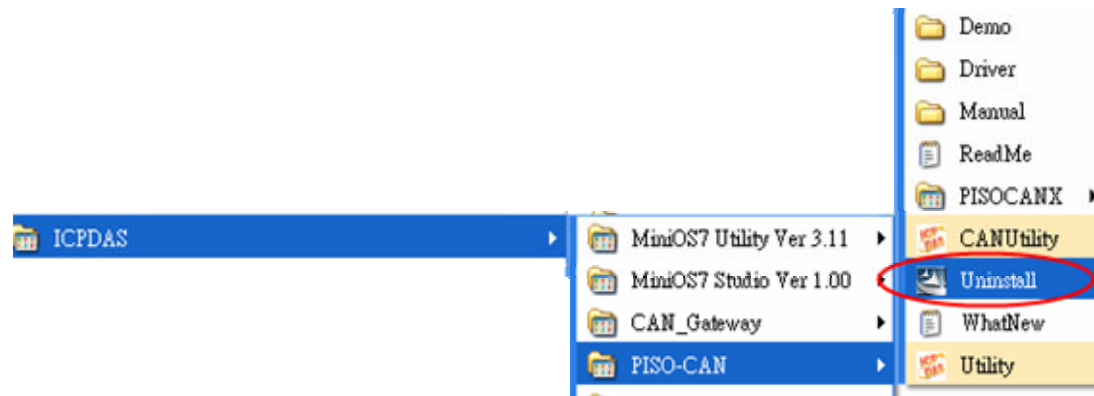 ICPDAS
MiniOS7 Utility Ver 3.11
MiniOS7 Studio Ver 1.00
CAN_Gateway
PISO-CAN
Demo
Driver
Manual
ReadMe
PISOCANX
CANUtility
Uninstall
WhatNew
Utility